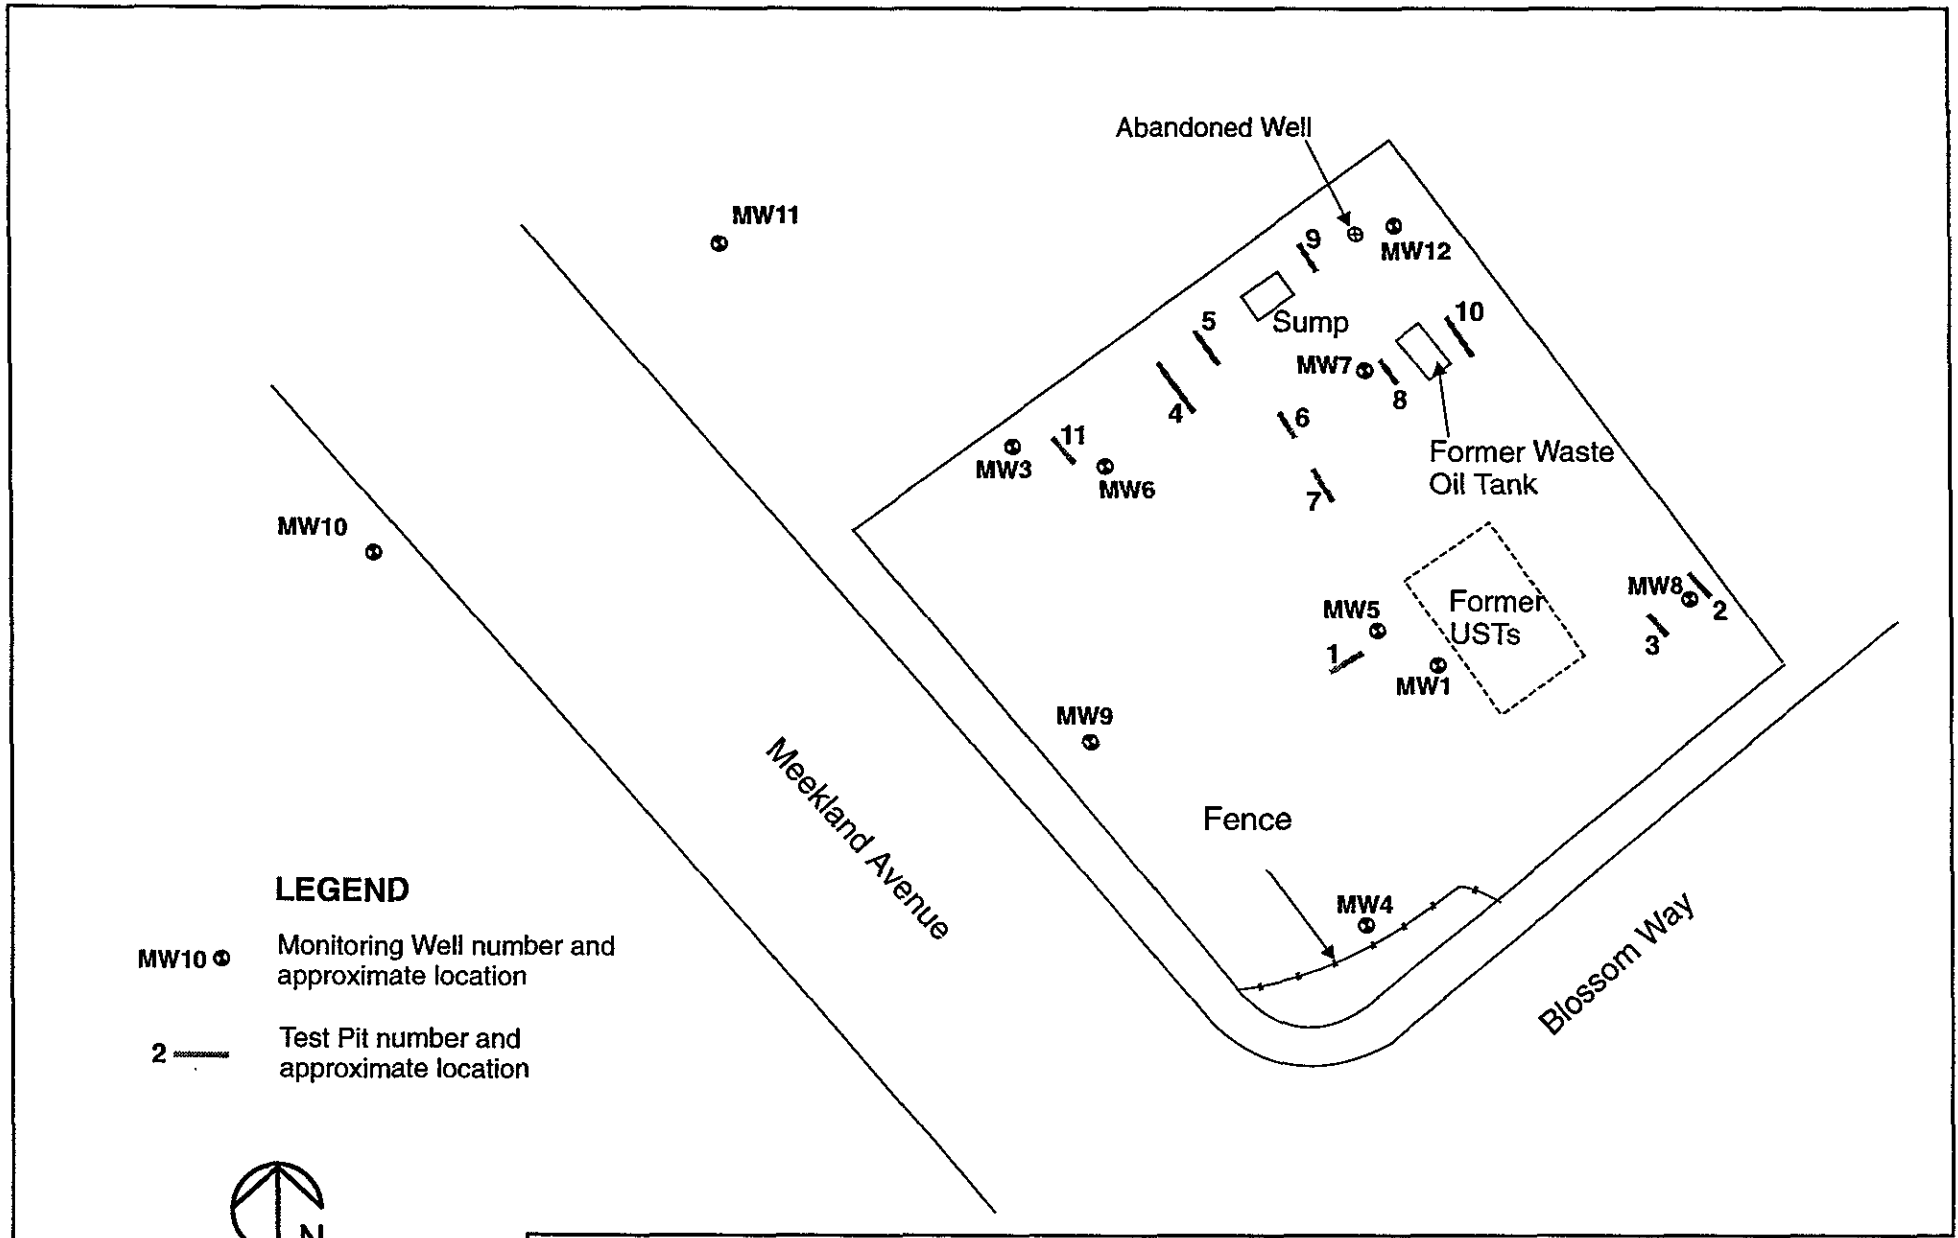 Abandoned Well
MW11
9
MW12
Sump
5
10
MW7
8
4
6
11
Former Waste
Oil Tank
MW3
MW6
7
MW10
MW8
2
Former
USTs
MW5
3
1
MW1
MW9
Meekland Avenue
Fence
MW4
Blossom Way
LEGEND
MW10
Monitoring Well number and
approximate location
2
Test Pit number and
approximate location
N